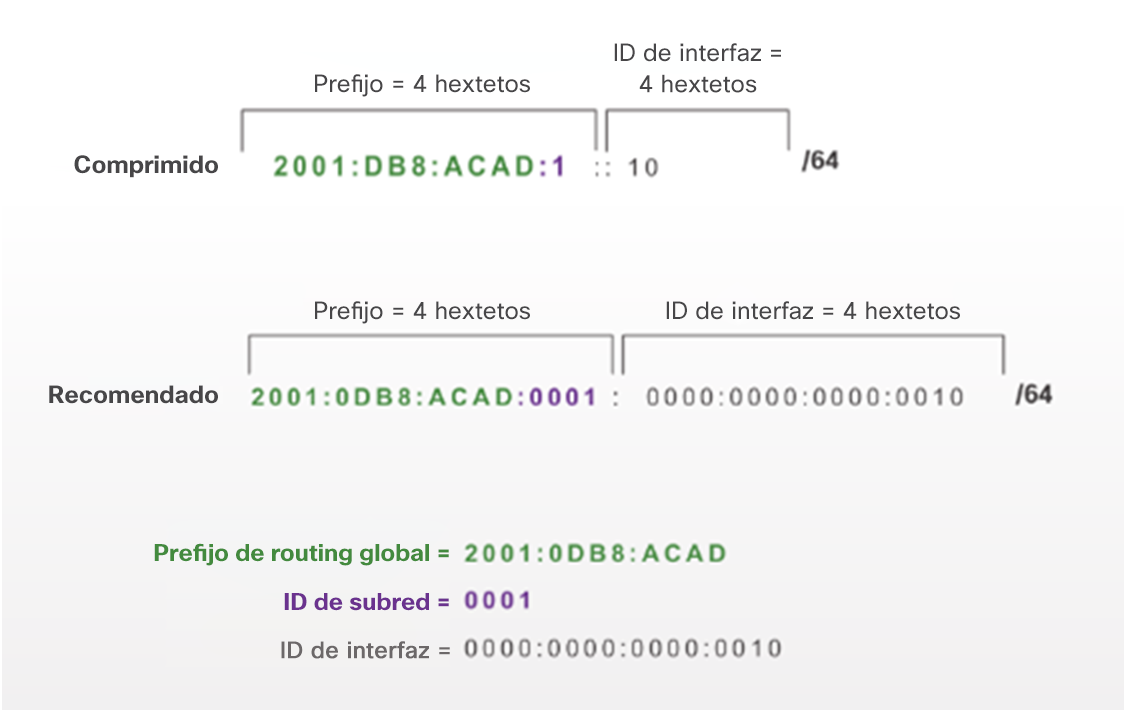 ID de interfaz =
Prefijo = 4 hextetos
4 hextetos
Comprimido 2001:DB8:ACAD:1 :: 10 /64
Prefijo = 4 hextetos ID de interfaz = 4 hextetos
Recomendado 2001:0DB8:ACAD:0001 : 0000:0000:0000:0010 /64
Prefijo de routing global = 2001:0DB8:ACAD
ID de subred = 0001
ID de interfaz = 0000:0000:0000:0010